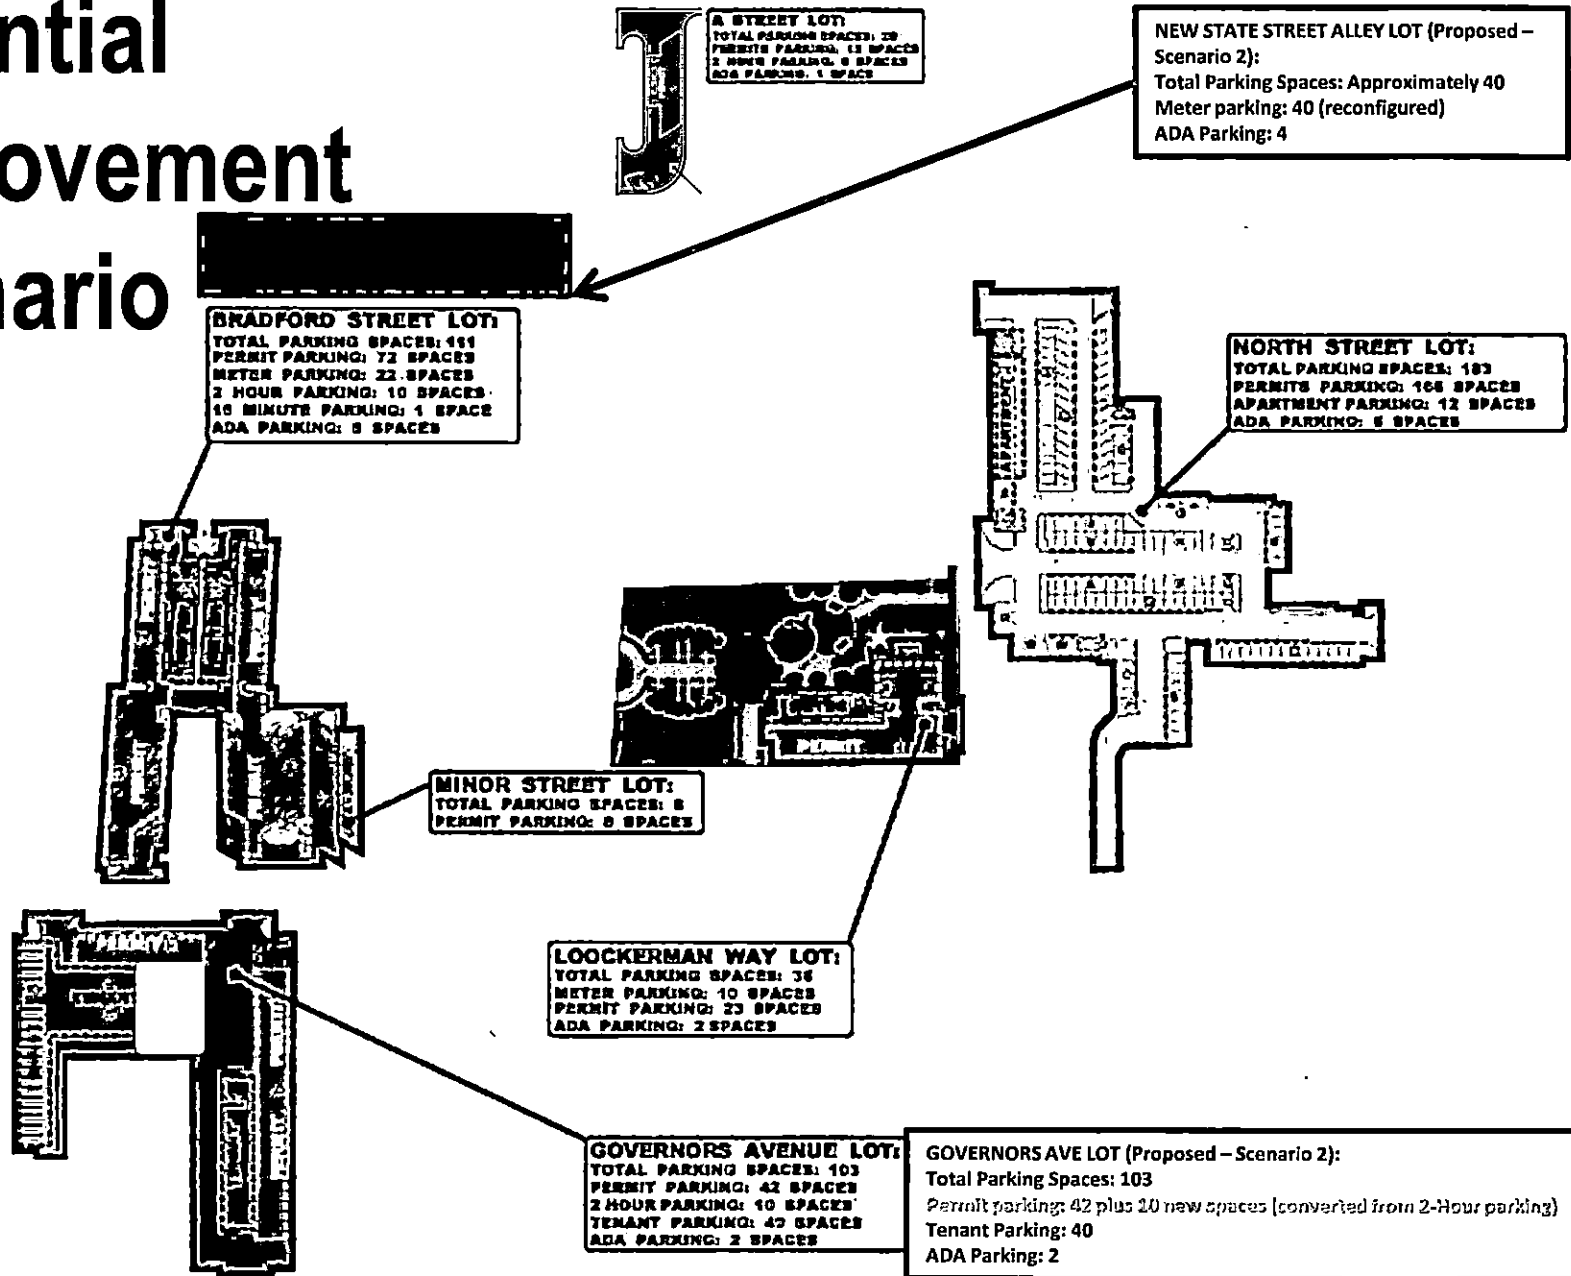 ntial
ovement
nario
A STREET LOT:
TOTAL PARKING SPACES: 20
PERMITS PARKING: 13 SPACES
2 HOUR PARKING: 6 SPACES
ADA PARKING: 1 SPACE
NEW STATE STREET ALLEY LOT (Proposed –
Scenario 2):
Total Parking Spaces: Approximately 40
Meter parking: 40 (reconfigured)
ADA Parking: 4
BRADFORD STREET LOT:
TOTAL PARKING SPACES: 111
PERMIT PARKING: 72 SPACES
METER PARKING: 22 SPACES
2 HOUR PARKING: 10 SPACES
15 MINUTE PARKING: 1 SPACE
ADA PARKING: 6 SPACES
NORTH STREET LOT:
TOTAL PARKING SPACES: 183
PERMITS PARKING: SPACES
APARTMENT PARKING: 12 SPACES
ADA PARKING: SPACES
APARTMENT
PERMIT
MINOR STREET LOT:
TOTAL PARKING SPACES: 8
PERMIT PARKING: 8 SPACES
PERMITS
LOOCKERMAN WAY LOT:
TOTAL PARKING SPACES:
METER PARKING: 10 SPACES
PERMIT PARKING: 23 SPACES
ADA PARKING: 2 SPACES
GOVERNORS AVENUE LOT:
TOTAL PARKING SPACES: 103
PERMIT PARKING: 42 SPACES
2 HOUR PARKING: 10 SPACES
TENANT PARKING: SPACES
ADA PARKING: 2 SPACES
GOVERNORS AVE LOT (Proposed – Scenario 2):
Total Parking Spaces: 103
Permit parking: 42 plus 10 new spaces (converted from 2-Hour parking)
Tenant Parking: 40
ADA Parking: 2